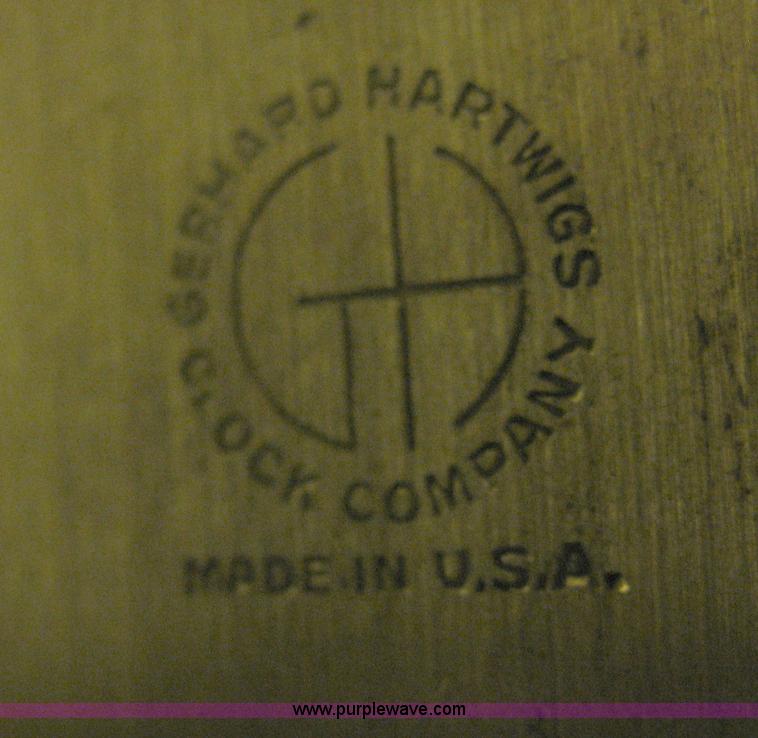 GERHARD HARTWIGS
CLOCK COMPANY
MADE IN U.S.A.
www.purplewave.com